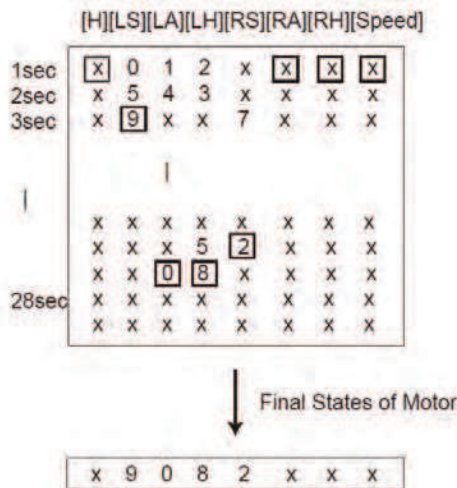 [H][LS][LA][LH][RS][RA][RH][Speed]
1sec x 0 1 2 x x x x
2sec x 5 4 3 x x x x
3sec x 9 x x 7 x x x
x x x x x x x x
x x x 5 2 x x x
x x 0 8 x x x x
28sec x x x x x x x x
x x x x x x x x
Final States of Motor
x 9 0 8 2 x x x